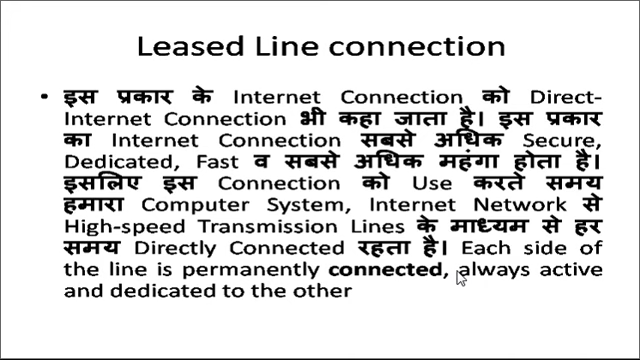 Leased Line connection
• इस प्रकार के Internet Connection को Direct-
Internet Connection भी कहा जाता है। इस प्रकार
का Internet Connection सबसे अधिक Secure,
Dedicated, Fast व सबसे अधिक महंगा होता है।
इसलिए इस Connection को Use करते समय
हमारा Computer System, Internet Network से
High-speed Transmission Lines के माध्यम से हर
समय Directly Connected रहता है। Each side of
the line is permanently connected, always active
and dedicated to the other